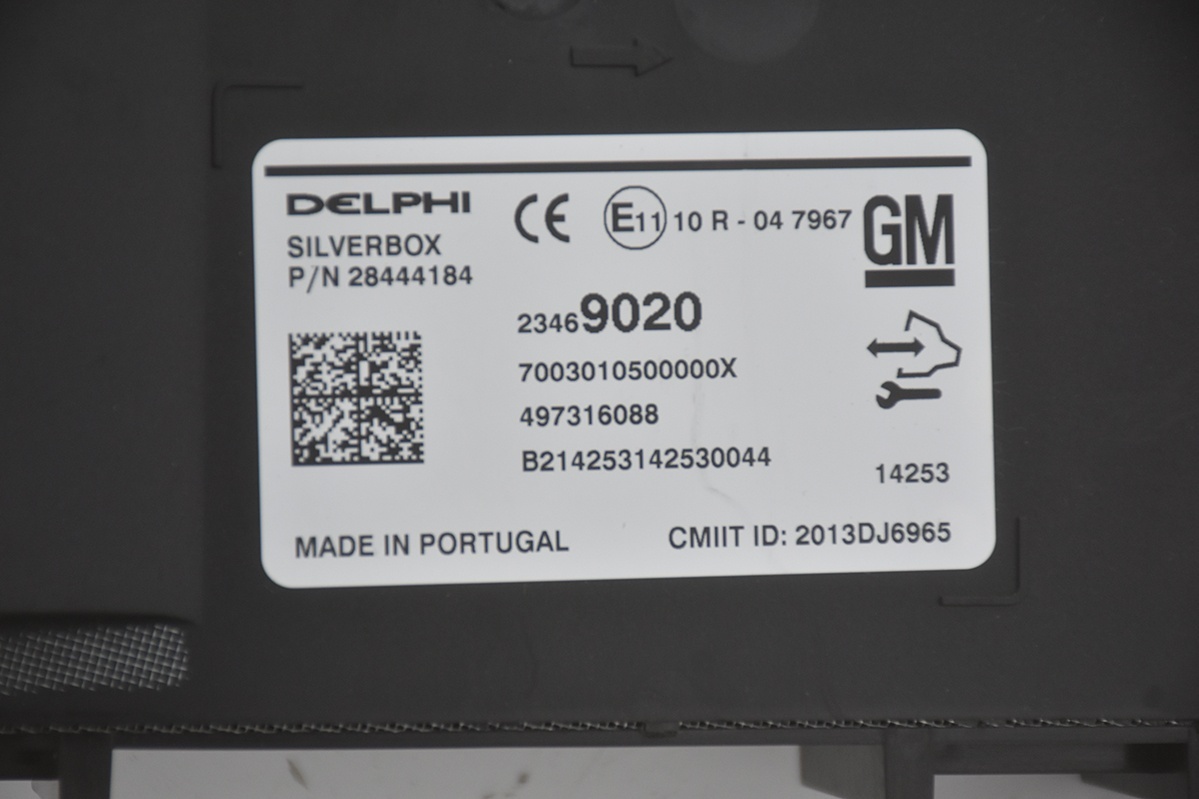 DELPHI
SILVERBOX
P/N 28444184
CE E11 10 R - 04 7967
GM
23469020
7003010500000X
497316088
B214253142530044
14253
MADE IN PORTUGAL
CMIIT ID: 2013DJ6965